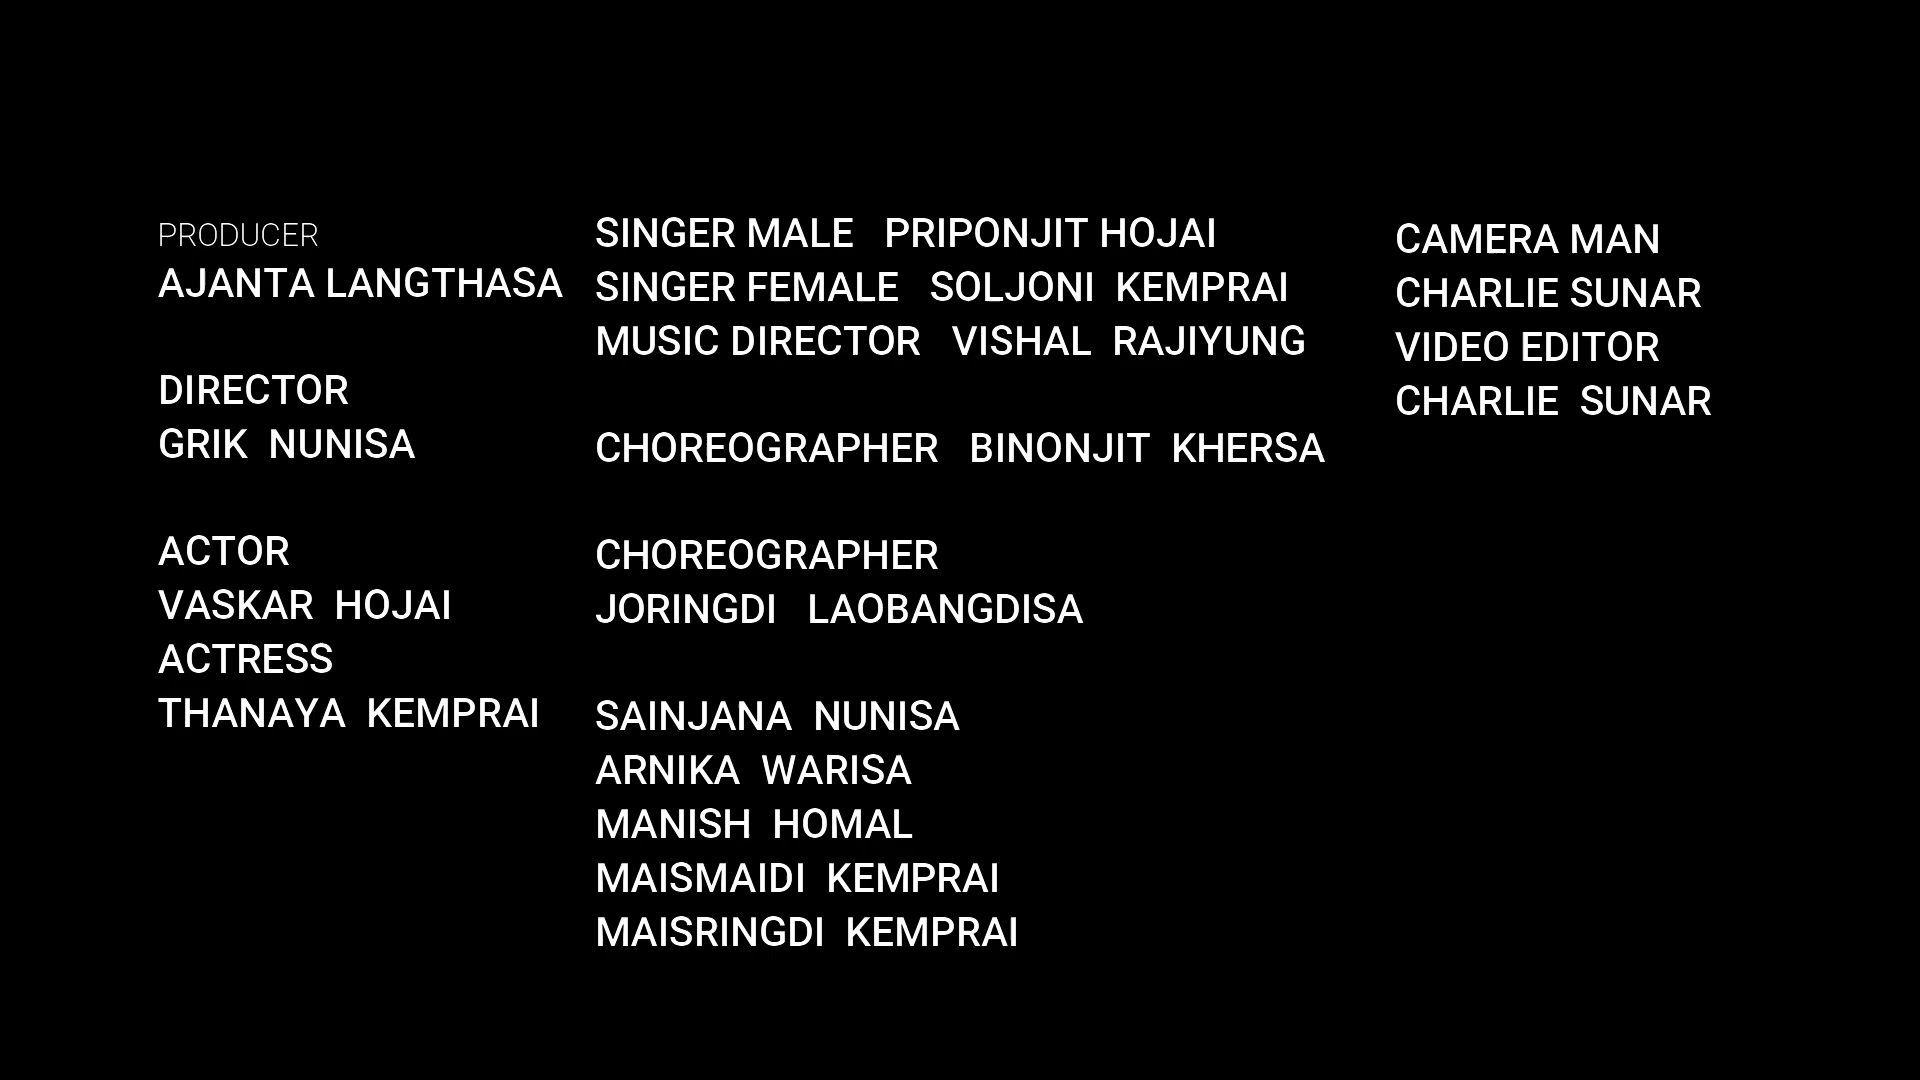 PRODUCER
AJANTA LANGTHASA
DIRECTOR
GRIK NUNISA
ACTOR
VASKAR HOJAI
ACTRESS
THANAYA KEMPRAI
SINGER MALE PRIPONJIT HOJAI
SINGER FEMALE SOLJONI KEMPRAI
MUSIC DIRECTOR VISHAL RAJIYUNG
CHOREOGRAPHER BINONJIT KHERSA
CHOREOGRAPHER
JORINGDI LAOBANGDISA
SAINJANA NUNISA
ARNIKA WARISA
MANISH HOMAL
MAISMAIDI KEMPRAI
MAISRINGDI KEMPRAI
CAMERA MAN
CHARLIE SUNAR
VIDEO EDITOR
CHARLIE SUNAR